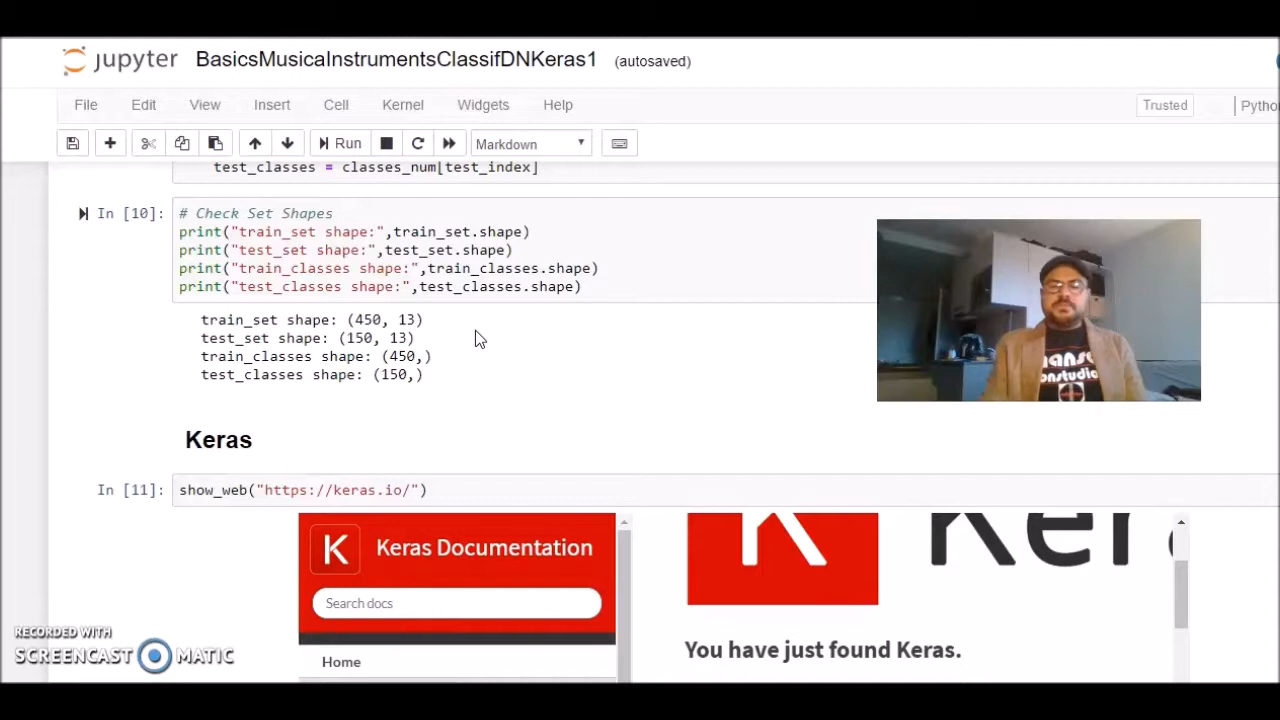 jupyter BasicsMusicaInstrumentsClassifDNKeras1 (autosaved)
File Edit View Insert Cell Kernel Widgets Help
Trusted
Run
Markdown
test_classes = classes_num[test_index]
In [10]:
# Check Set Shapes
print("train_set shape:",train_set.shape)
print("test_set shape:",test_set.shape)
print("train_classes shape:",train_classes.shape)
print("test_classes shape:",test_classes.shape)
train_set shape: (450, 13)
test_set shape: (150, 13)
train_classes shape: (450,)
test_classes shape: (150,)
Keras
In [11]: show_web("https://keras.io/")
K Keras Documentation
Search docs
Home
K Ker
You have just found Keras.
RECORDED WITH
SCREENCAST MATIC